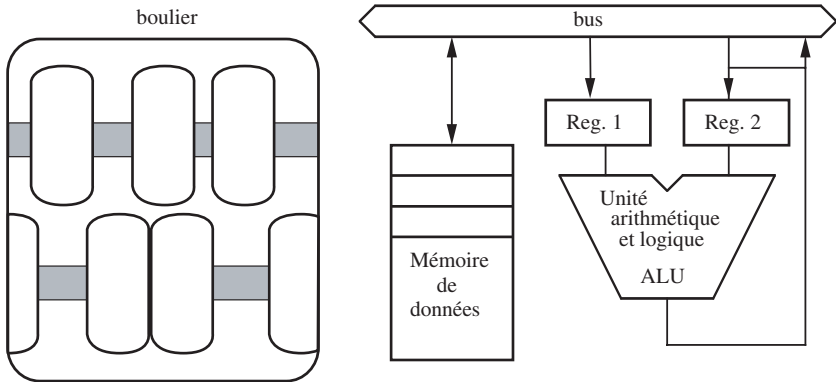 boulier
bus
Reg. 1
Reg. 2
Unité
arithmétique
et logique
ALU
Mémoire
de
données